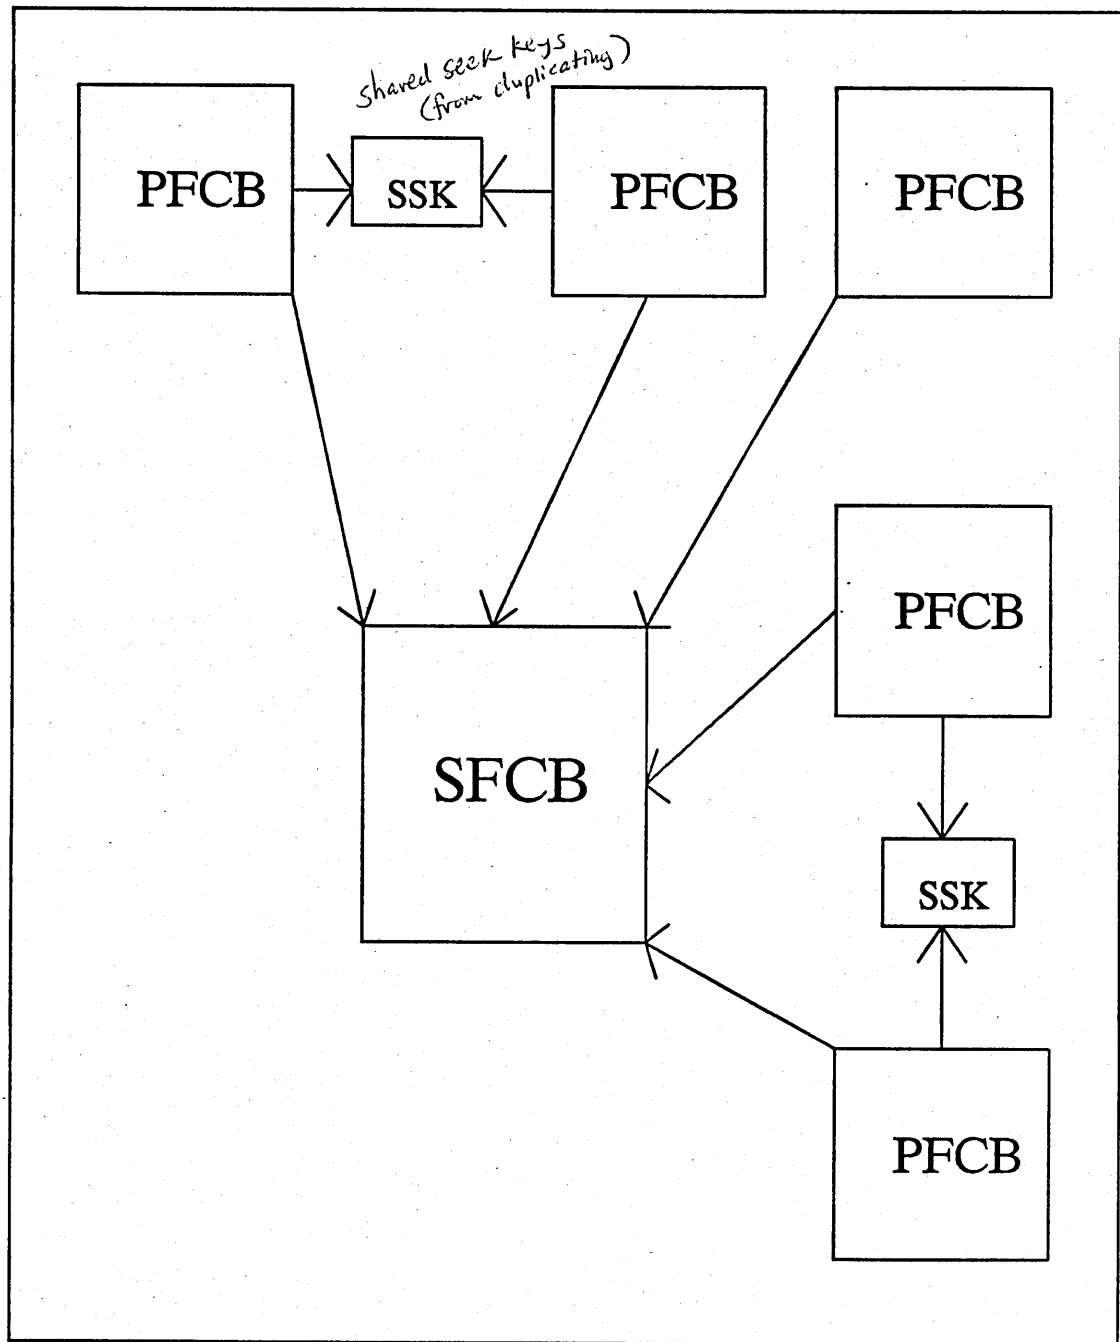 shared seek keys
(from duplicating)
PFCB
SSK
PFCB
PFCB
PFCB
SFCB
SSK
PFCB